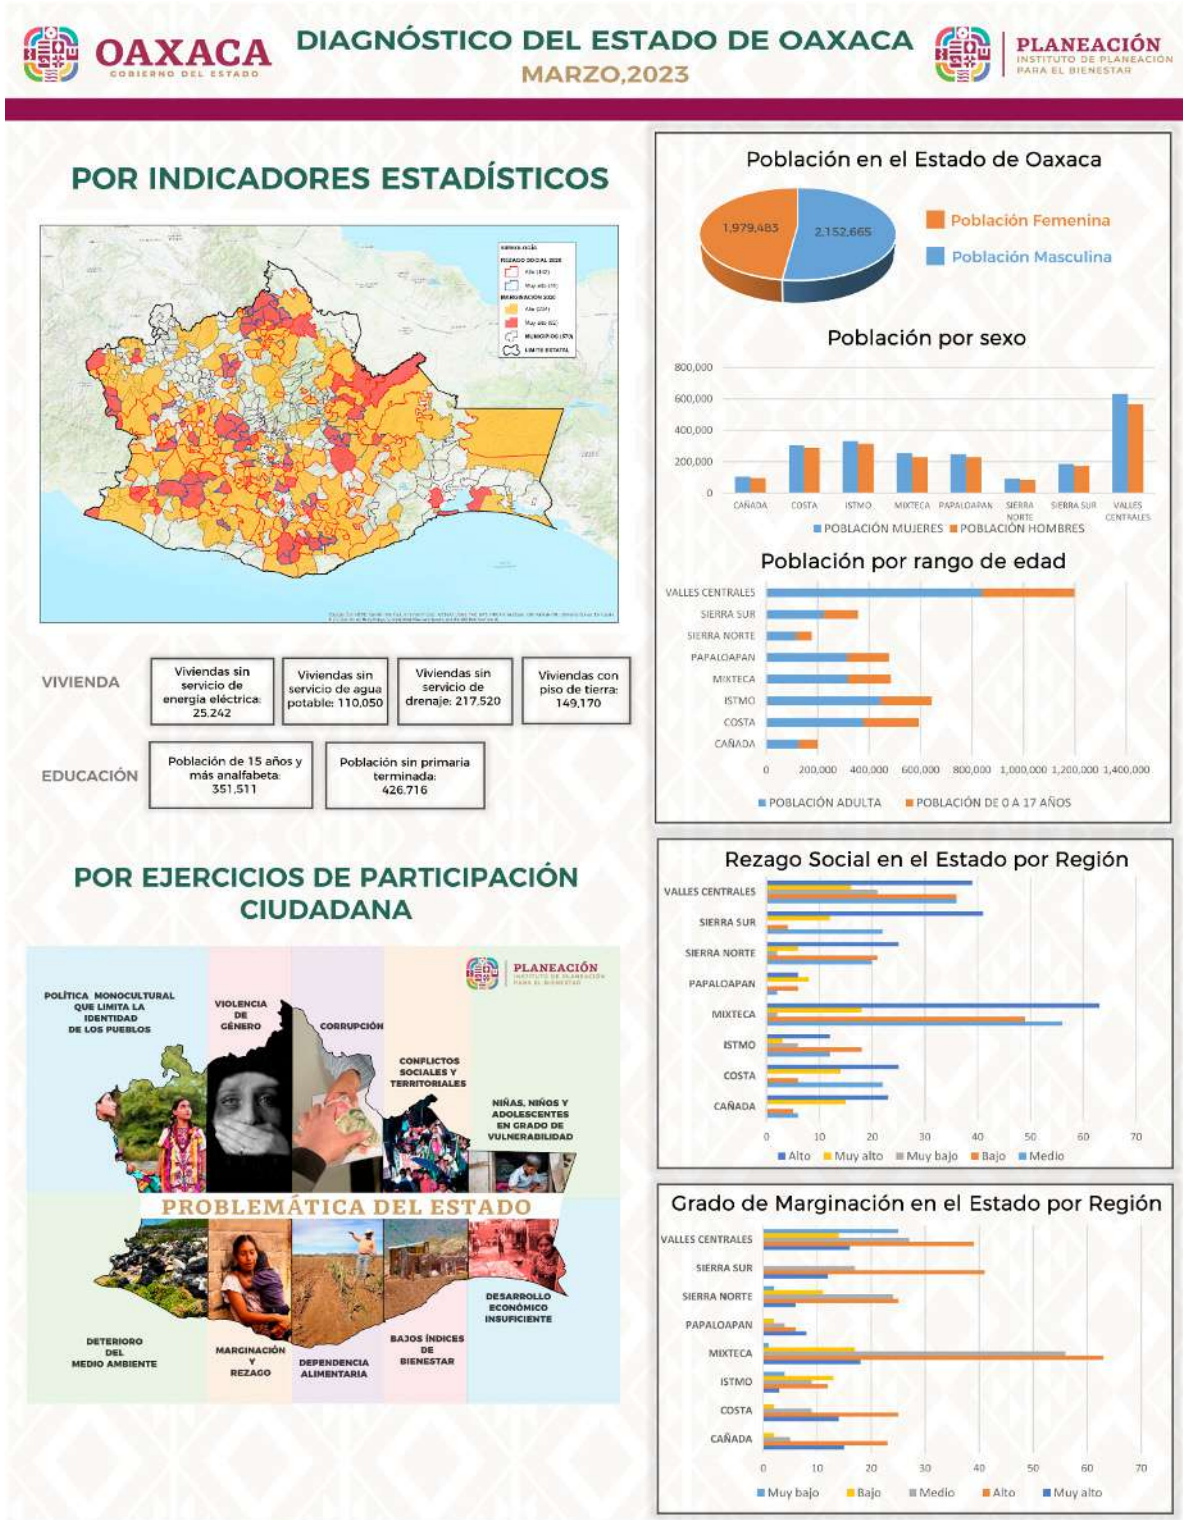 OAXACA
GOBIERNO DEL ESTADO
DIAGNÓSTICO DEL ESTADO DE OAXACA
MARZO,2023
PLANEACIÓN
INSTITUTO DE PLANEACIÓN
PARA EL BIENESTAR
POR INDICADORES ESTADÍSTICOS
REZAGO SOCIAL 2020
MARGINACIÓN 2020
MUNICIPIOS (570)
LIMITE ESTATAL
VIVIENDA
Viviendas sin
servicio de
energía eléctrica:
25,242
Viviendas sin
servicio de agua
potable: 110,050
Viviendas sin
servicio de
drenaje: 217,520
Viviendas con
piso de tierra:
149,170
EDUCACIÓN
Población de 15 años y
más analfabeta:
351,511
Población sin primaria
terminada:
426,716
POR EJERCICIOS DE PARTICIPACIÓN
CIUDADANA
PLANEACIÓN
INSTITUTO DE PLANEACIÓN
PARA EL BIENESTAR
POLÍTICA MONOCULTURAL
QUE LIMITA LA
IDENTIDAD
DE LOS PUEBLOS
VIOLENCIA
DE
GÉNERO
CORRUPCIÓN
CONFLICTOS
SOCIALES Y
TERRITORIALES
NIÑAS, NIÑOS Y
ADOLESCENTES
EN GRADO DE
VULNERABILIDAD
PROBLEMÁTICA DEL ESTADO
DETERIORO
DEL
MEDIO AMBIENTE
MARGINACIÓN
Y
REZAGO
DEPENDENCIA
ALIMENTARIA
BAJOS ÍNDICES
DE
BIENESTAR
DESARROLLO
ECONÓMICO
INSUFICIENTE
Población en el Estado de Oaxaca
1,979,483
2,152,665
Población Femenina
Población Masculina
Población por sexo
800,000
600,000
400,000
200,000
0
CAÑADA COSTA ISTMO MIXTECA PAPALOAPAN SIERRA NORTE SIERRA SUR VALLES CENTRALES
POBLACIÓN MUJERES POBLACIÓN HOMBRES
Población por rango de edad
VALLES CENTRALES
SIERRA SUR
SIERRA NORTE
PAPALOAPAN
MIXTECA
ISTMO
COSTA
CAÑADA
0 200,000 400,000 600,000 800,000 1,000,000 1,200,000 1,400,000
POBLACIÓN ADULTA POBLACIÓN DE 0 A 17 AÑOS
Rezago Social en el Estado por Región
VALLES CENTRALES
SIERRA SUR
SIERRA NORTE
PAPALOAPAN
MIXTECA
ISTMO
COSTA
CAÑADA
0 10 20 30 40 50 60 70
Alto Muy alto Muy bajo Bajo Medio
Grado de Marginación en el Estado por Región
VALLES CENTRALES
SIERRA SUR
SIERRA NORTE
PAPALOAPAN
MIXTECA
ISTMO
COSTA
CAÑADA
0 10 20 30 40 50 60 70
Muy bajo Bajo Medio Alto Muy alto